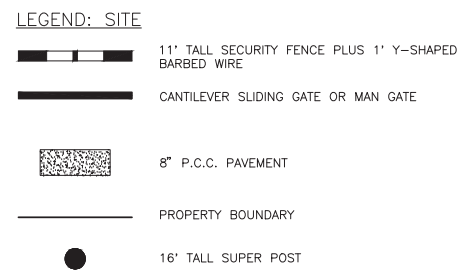 LEGEND: SITE
11' TALL SECURITY FENCE PLUS 1' Y-SHAPED
BARBED WIRE
CANTILEVER SLIDING GATE OR MAN GATE
8" P.C.C. PAVEMENT
PROPERTY BOUNDARY
16' TALL SUPER POST